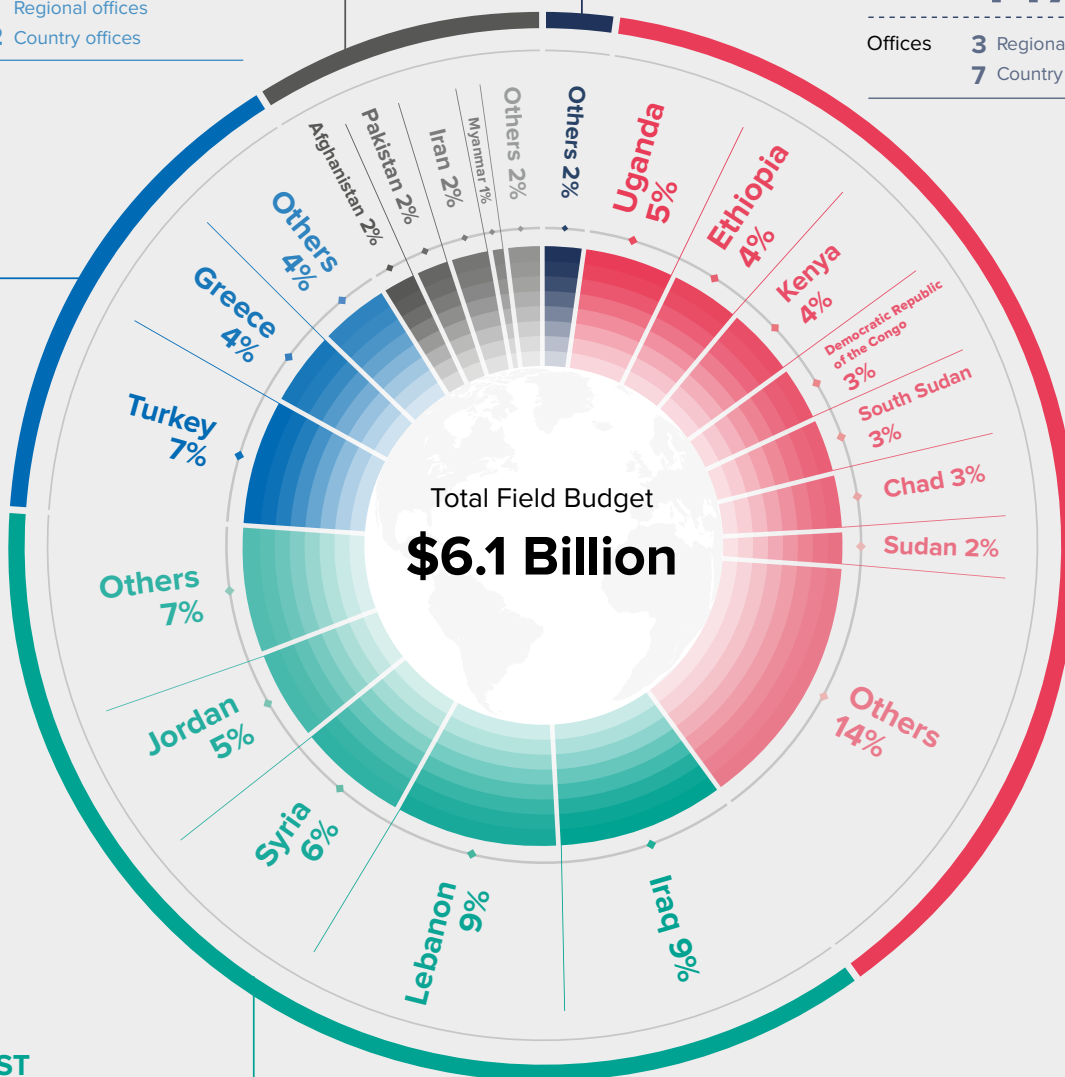 Regional offices
Country offices
Offices
3 Regiona
7 Country
Others 2%
Uganda
5%
Ethiopia
4%
Kenya
4%
Democratic Republic
of the Congo
3%
South Sudan
3%
Chad 3%
Sudan 2%
Others
14%
Iraq 9%
Lebanon
9%
Syria
6%
Jordan
5%
Others
7%
Turkey
7%
Greece
4%
Others
4%
Afghanistan 2%
Pakistan 2%
Iran 2%
Myanmar 1%
Others 2%
Total Field Budget
$6.1 Billion
ST